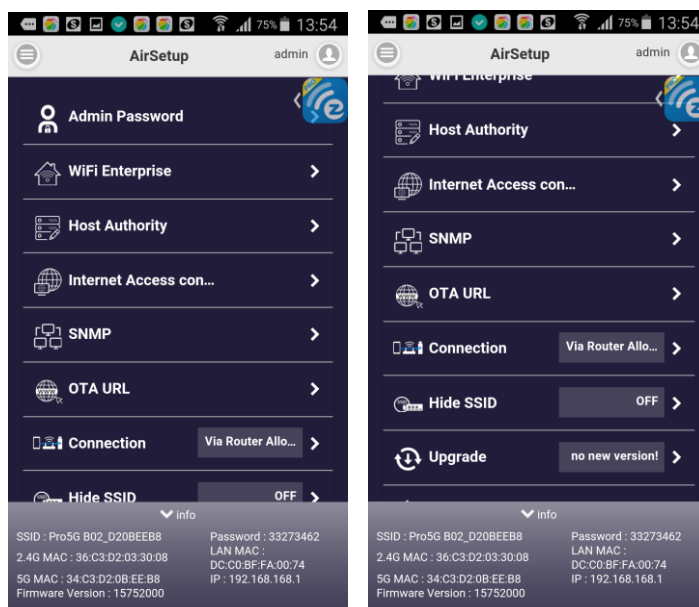 75% 13:54
AirSetup admin
Admin Password
WiFi Enterprise
Host Authority
Internet Access con...
SNMP
OTA URL
Connection Via Router Allo...
Hide SSID OFF
info
SSID : Pro5G B02_D20BEEB8 Password : 33273462
2.4G MAC : 36:C3:D2:03:30:08 LAN MAC :
DC:C0:BF:FA:00:74
5G MAC : 34:C3:D2:0B:EE:B8 IP : 192.168.168.1
Firmware Version : 15752000
75% 13:54
AirSetup admin
WiFi Enterprise
Host Authority
Internet Access con...
SNMP
OTA URL
Connection Via Router Allo...
Hide SSID OFF
Upgrade no new version!
info
SSID : Pro5G B02_D20BEEB8 Password : 33273462
2.4G MAC : 36:C3:D2:03:30:08 LAN MAC :
DC:C0:BF:FA:00:74
5G MAC : 34:C3:D2:0B:EE:B8 IP : 192.168.168.1
Firmware Version : 15752000